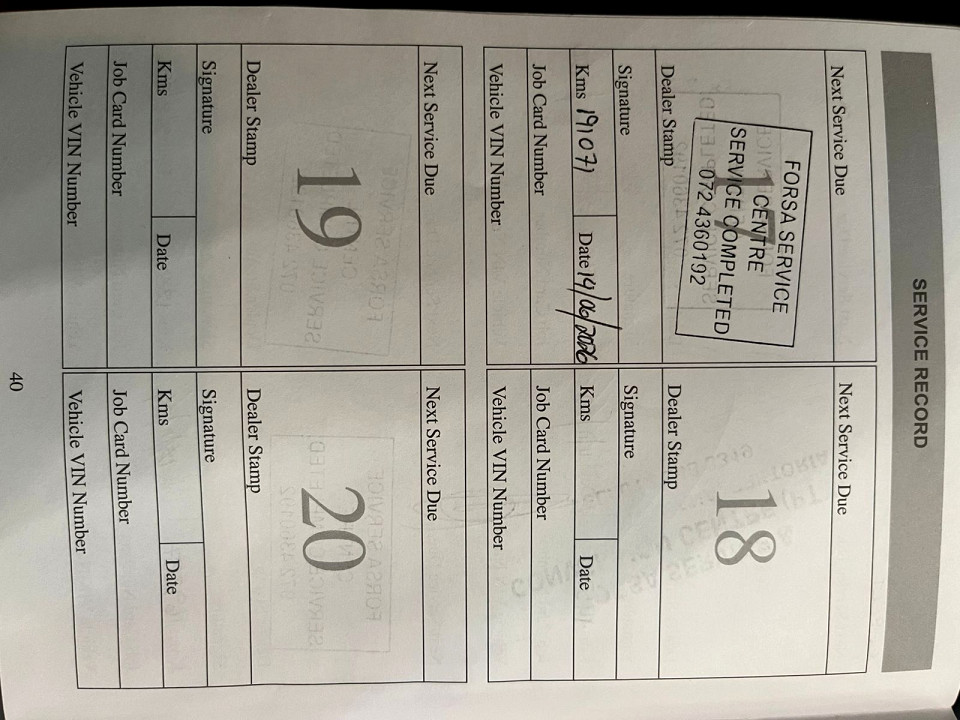 SERVICE RECORD
Next Service Due
17
FORSA SERVICE
CENTRE
SERVICE COMPLETED
072 4360192
Dealer Stamp
Signature
Kms 191071 Date 19/06/2026
Job Card Number
Vehicle VIN Number
Next Service Due
18
Dealer Stamp
Signature
Kms Date
Job Card Number
Vehicle VIN Number
Next Service Due
19
Dealer Stamp
Signature
Kms Date
Job Card Number
Vehicle VIN Number
Next Service Due
20
Dealer Stamp
Signature
Kms Date
Job Card Number
Vehicle VIN Number
40